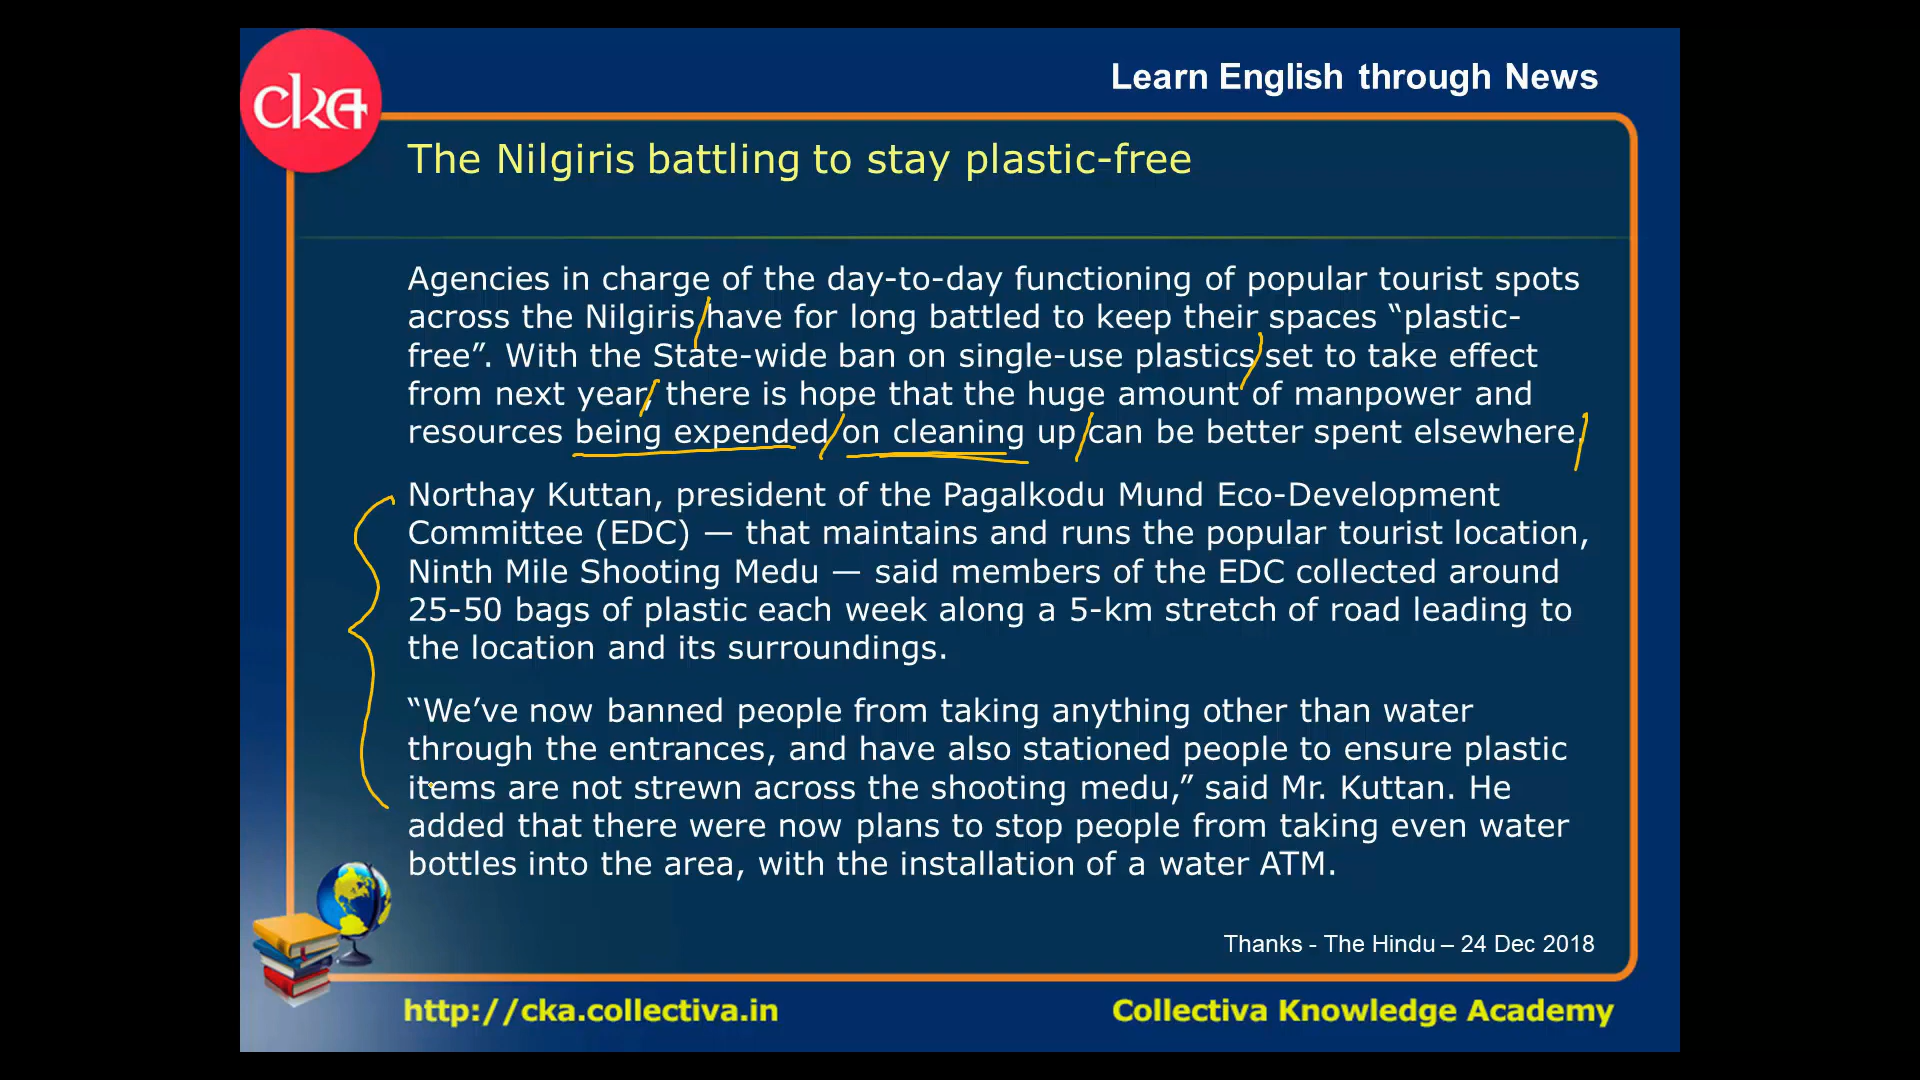 cka
Learn English through News
The Nilgiris battling to stay plastic-free
Agencies in charge of the day-to-day functioning of popular tourist spots
across the Nilgiris have for long battled to keep their spaces “plastic-
free”. With the State-wide ban on single-use plastics set to take effect
from next year, there is hope that the huge amount of manpower and
resources being expended on cleaning up can be better spent elsewhere.
Northay Kuttan, president of the Pagalkodu Mund Eco-Development
Committee (EDC) — that maintains and runs the popular tourist location,
Ninth Mile Shooting Medu — said members of the EDC collected around
25-50 bags of plastic each week along a 5-km stretch of road leading to
the location and its surroundings.
“We’ve now banned people from taking anything other than water
through the entrances, and have also stationed people to ensure plastic
items are not strewn across the shooting medu,” said Mr. Kuttan. He
added that there were now plans to stop people from taking even water
bottles into the area, with the installation of a water ATM.
Thanks - The Hindu – 24 Dec 2018
http://cka.collectiva.in
Collectiva Knowledge Academy